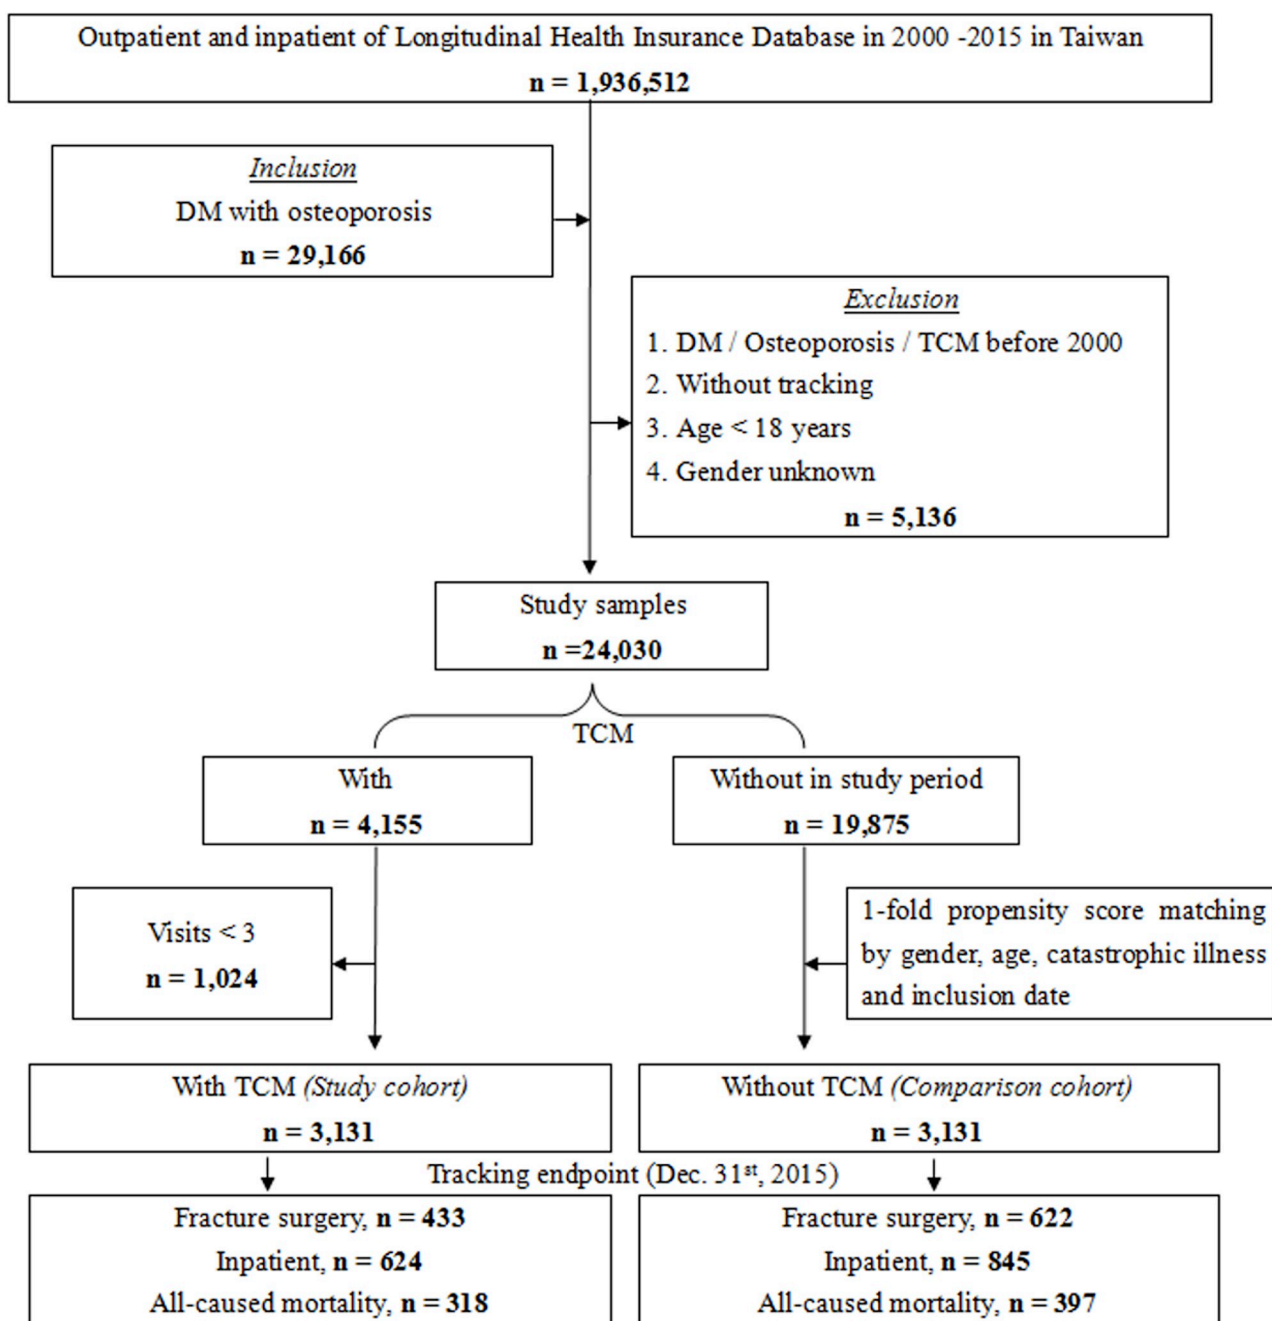 Outpatient and inpatient of Longitudinal Health Insurance Database in 2000 -2015 in Taiwan
n = 1,936,512
Inclusion
DM with osteoporosis
n = 29,166
Exclusion
1. DM / Osteoporosis / TCM before 2000
2. Without tracking
3. Age < 18 years
4. Gender unknown
n = 5,136
Study samples
n =24,030
TCM
With
n = 4,155
Without in study period
n = 19,875
Visits < 3
n = 1,024
1-fold propensity score matching
by gender, age, catastrophic illness
and inclusion date
With TCM (Study cohort)
n = 3,131
Without TCM (Comparison cohort)
n = 3,131
Tracking endpoint (Dec. 31st, 2015)
Fracture surgery, n = 433
Inpatient, n = 624
All-caused mortality, n = 318
Fracture surgery, n = 622
Inpatient, n = 845
All-caused mortality, n = 397